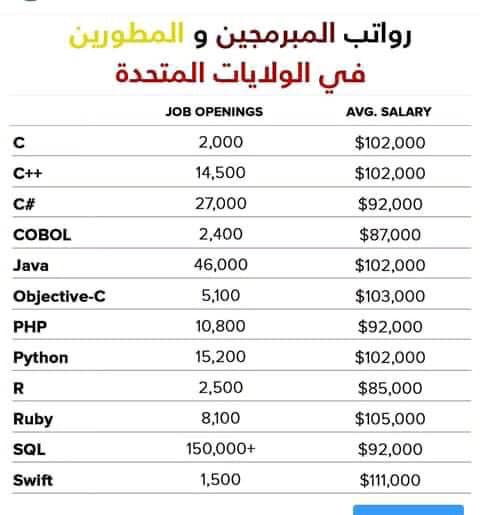 رواتب المبرمجين و المطورين
في الولايات المتحدة
JOB OPENINGS AVG. SALARY
C 2,000 $102,000
C++ 14,500 $102,000
C# 27,000 $92,000
COBOL 2,400 $87,000
Java 46,000 $102,000
Objective-C 5,100 $103,000
PHP 10,800 $92,000
Python 15,200 $102,000
R 2,500 $85,000
Ruby 8,100 $105,000
SQL 150,000+ $92,000
Swift 1,500 $111,000